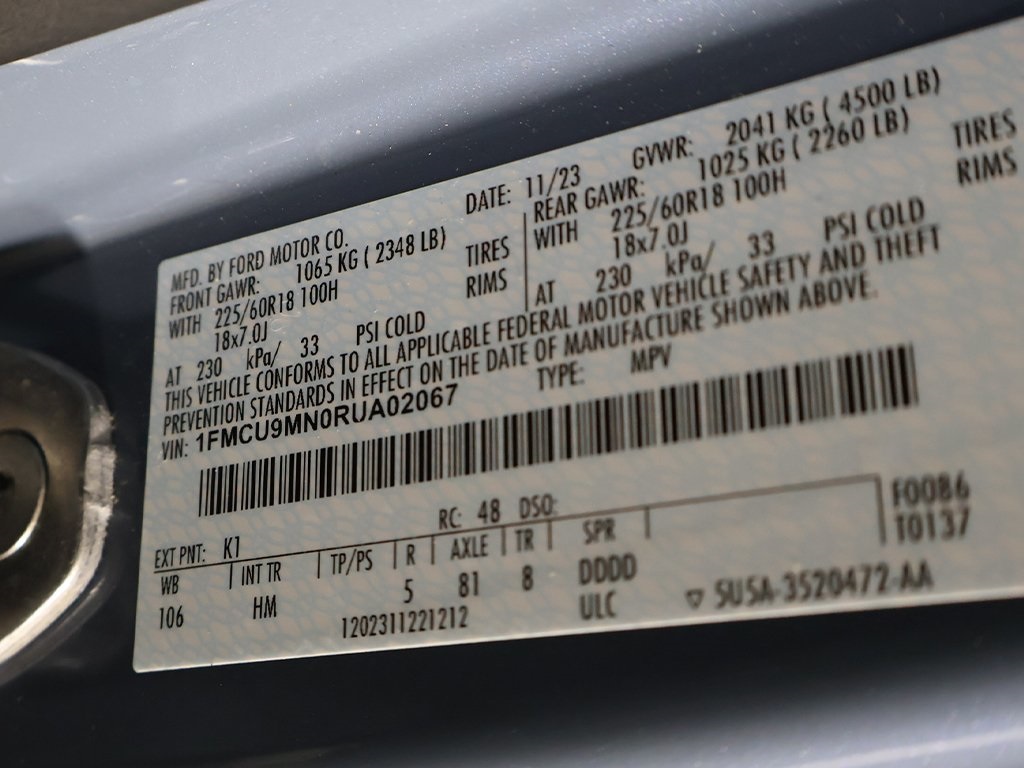 MFD. BY FORD MOTOR CO. DATE: 11/23 GVWR: 2041 KG ( 4500 LB)
FRONT GAWR: 1065 KG ( 2348 LB) REAR GAWR: 1025 KG ( 2260 LB)
WITH 225/60R18 100H TIRES WITH 225/60R18 100H TIRES
18x7.0J RIMS 18x7.0J RIMS
AT 230 kPa/ 33 PSI COLD AT 230 kPa/ 33 PSI COLD
THIS VEHICLE CONFORMS TO ALL APPLICABLE FEDERAL MOTOR VEHICLE SAFETY AND THEFT
PREVENTION STANDARDS IN EFFECT ON THE DATE OF MANUFACTURE SHOWN ABOVE.
VIN: 1FMCU9MN0RUA02067 TYPE: MPV
EXT PNT: K1 RC: 48 DSO: F0086
WB INT TR TP/PS R AXLE TR SPR T0137
106 HM 5 81 8 DDDD
1202311221212 ULC ▽ SU5A-3520472-AA